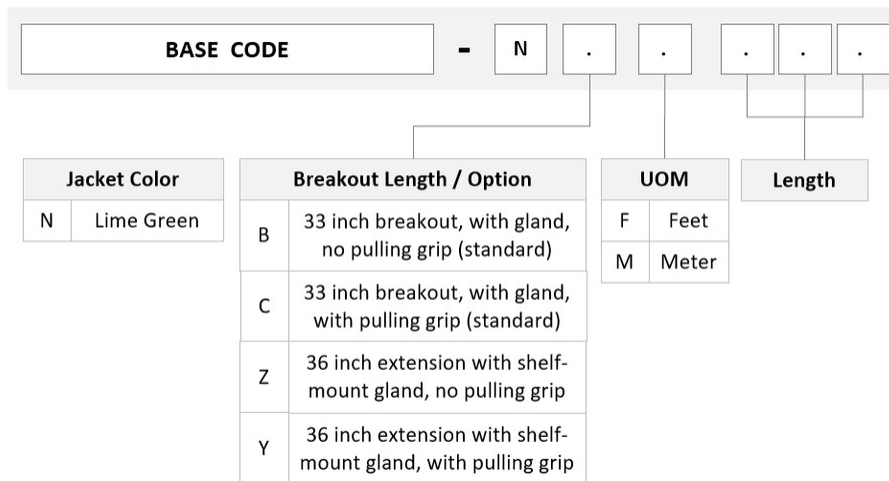 BASE CODE - N . . . . .
Jacket Color
N Lime Green
Breakout Length / Option
B 33 inch breakout, with gland,
no pulling grip (standard)
C 33 inch breakout, with gland,
with pulling grip (standard)
Z 36 inch extension with shelf-
mount gland, no pulling grip
Y 36 inch extension with shelf-
mount gland, with pulling grip
UOM
F Feet
M Meter
Length